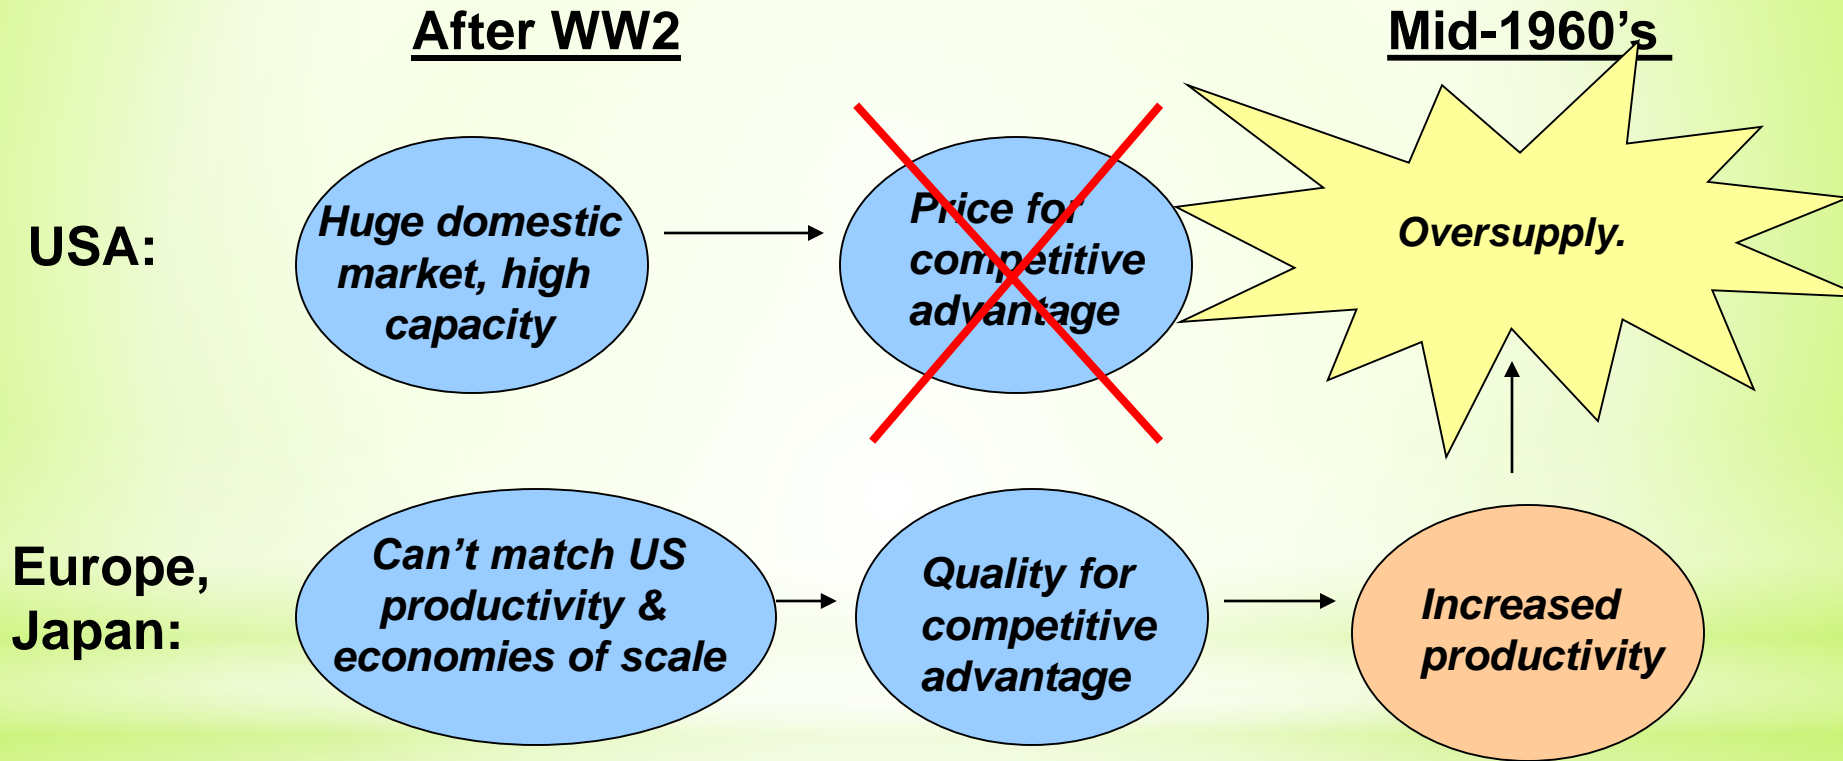 After WW2
Mid-1960’s
USA:
Huge domestic
market, high
capacity
Price for
competitive
advantage
Oversupply.
Europe,
Japan:
Can’t match US
productivity &
economies of scale
Quality for
competitive
advantage
Increased
productivity